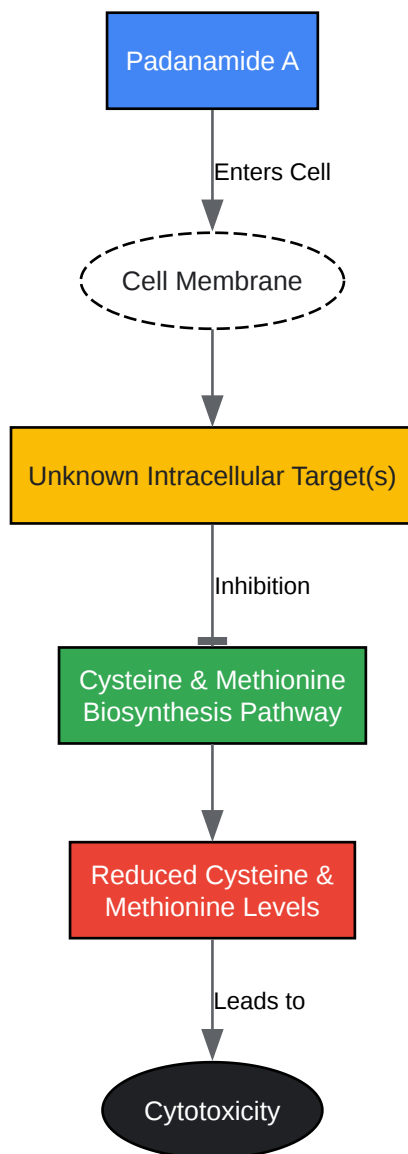 Padanamide A
Enters Cell
Cell Membrane
Unknown Intracellular Target(s)
Inhibition
Cysteine & Methionine
Biosynthesis Pathway
Reduced Cysteine &
Methionine Levels
Leads to
Cytotoxicity